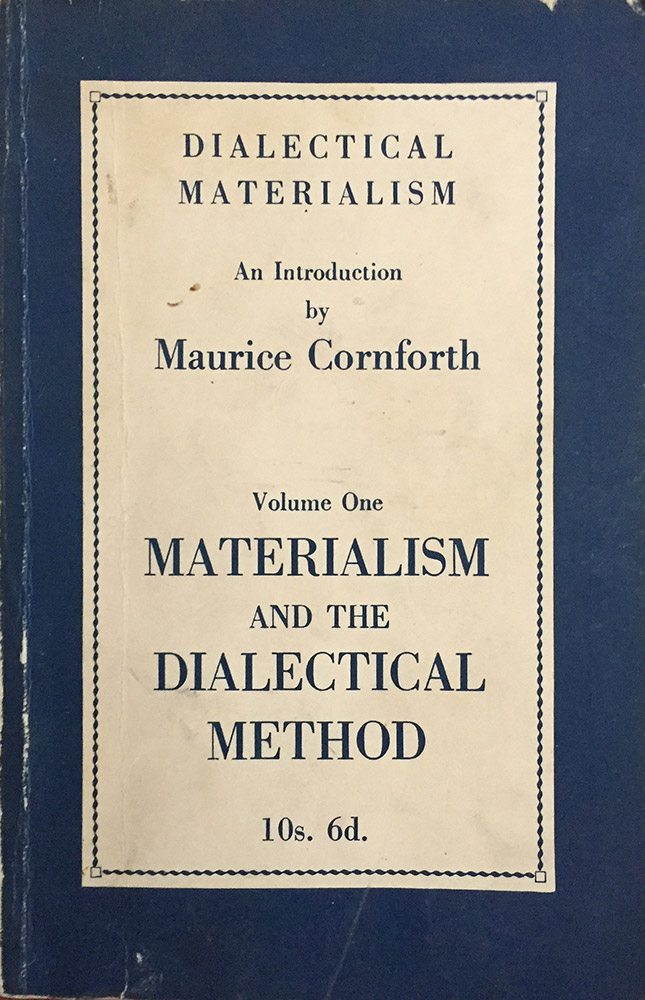 DIALECTICAL
MATERIALISM
An Introduction
by
Maurice Cornforth
Volume One
MATERIALISM
AND THE
DIALECTICAL
METHOD
10s. 6d.